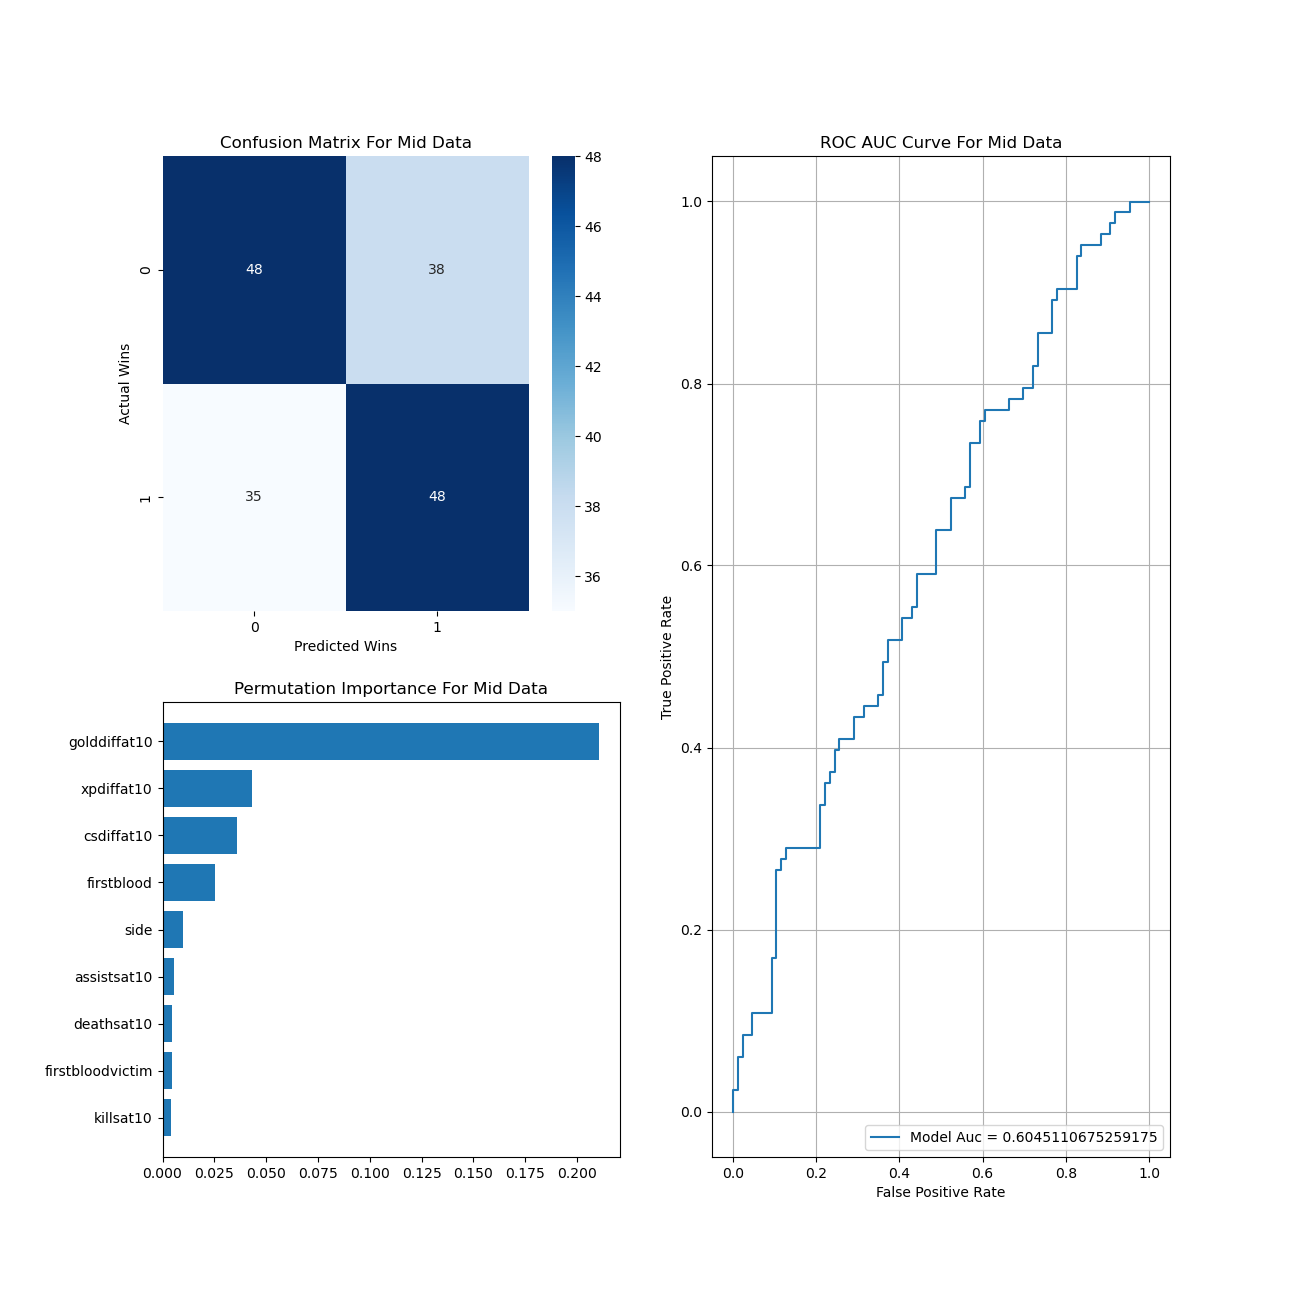 Confusion Matrix For Mid Data
48
38
35
48
0
1
Actual Wins
0
1
Predicted Wins
48
46
44
42
40
38
36
Permutation Importance For Mid Data
golddiffat10
xpdiffat10
csdiffat10
firstblood
side
assistsat10
deathsat10
firstbloodvictim
killsat10
0.000 0.025 0.050 0.075 0.100 0.125 0.150 0.175 0.200
ROC AUC Curve For Mid Data
1.0
0.8
0.6
0.4
0.2
0.0
True Positive Rate
Model Auc = 0.6045110675259175
0.0 0.2 0.4 0.6 0.8 1.0
False Positive Rate